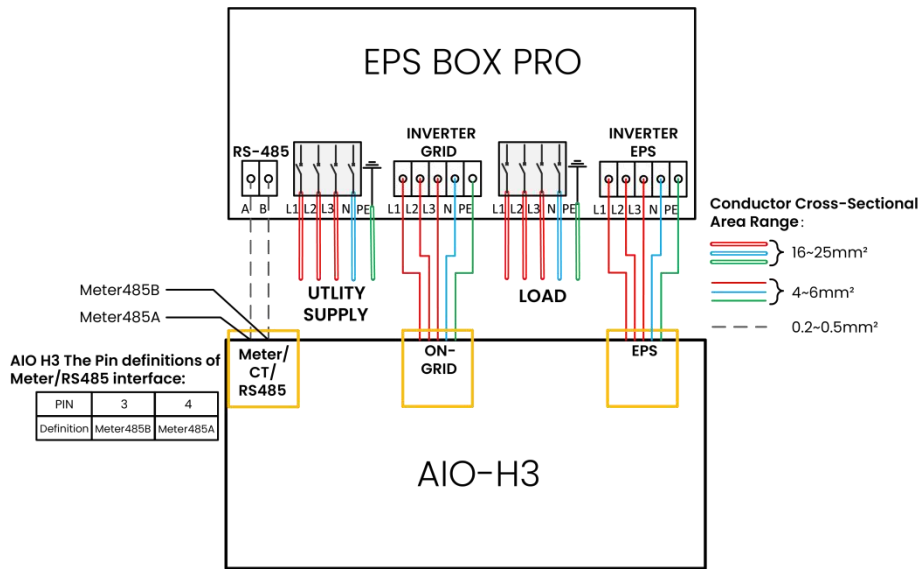 EPS BOX PRO
RS-485
INVERTER
GRID
INVERTER
EPS
A B
L1 L2 L3 N PE
L1 L2 L3 N PE
L1 L2 L3 N PE
L1 L2 L3 N PE
UTLITY
SUPPLY
LOAD
Conductor Cross-Sectional
Area Range:
16~25mm²
4~6mm²
0.2~0.5mm²
Meter485B
Meter485A
AIO H3 The Pin definitions of
Meter/RS485 interface:
PIN 3 4
Definition Meter485B Meter485A
Meter/
CT/
RS485
ON-
GRID
EPS
AIO-H3